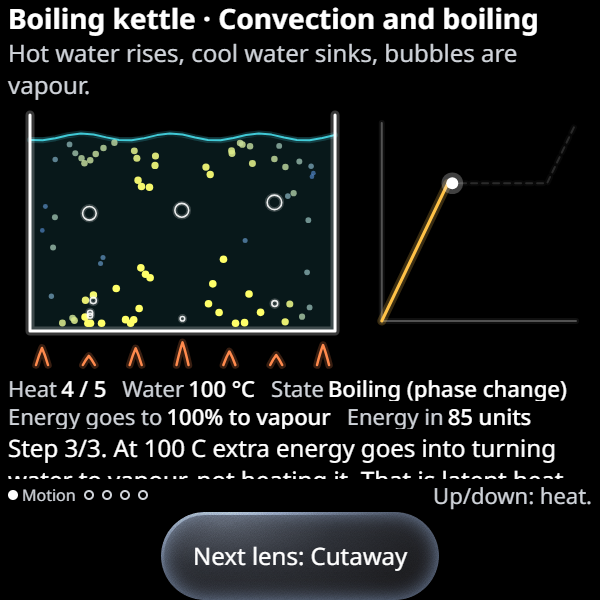 Boiling kettle · Convection and boiling
Hot water rises, cool water sinks, bubbles are
vapour.
Heat 4 / 5 Water 100 °C State Boiling (phase change)
Energy goes to 100% to vapour Energy in 85 units
Step 3/3. At 100 C extra energy goes into turning
water to vapour, not heating it. That is latent heat.
Motion
Up/down: heat.
Next lens: Cutaway